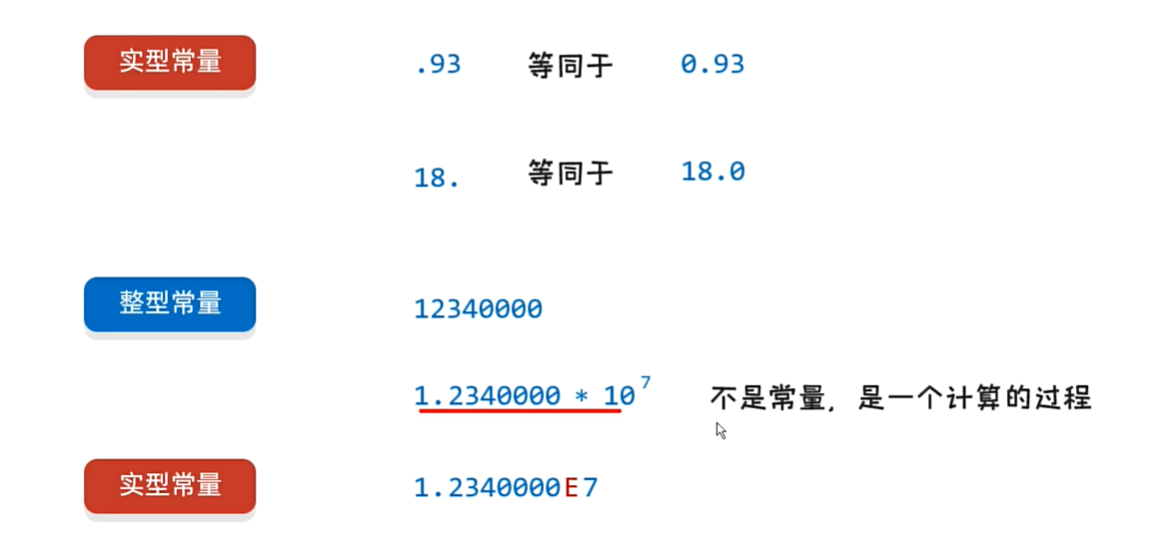 实型常量 .93 等同于 0.93
18. 等同于 18.0
整型常量 12340000
1.2340000 * 10⁷ 不是常量，是一个计算的过程
实型常量 1.2340000E7